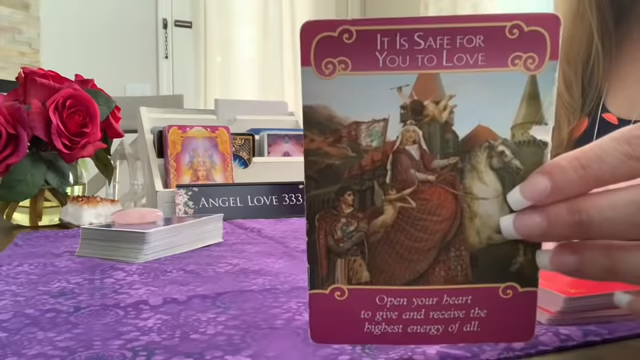 It Is Safe for
You to Love
Angel Love 333
Open your heart
to give and receive the
highest energy of all.